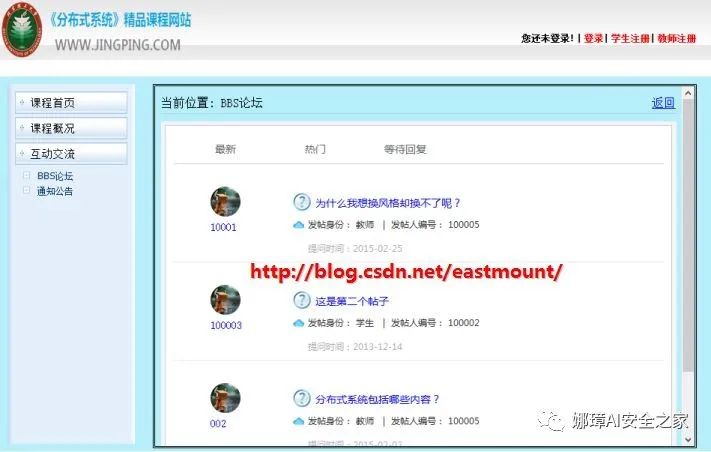 《分布式系统》精品课程网站
WWW.JINGPING.COM
您还未登录! | 登录| 学生注册| 教师注册
课程首页
课程概况
互动交流
BBS论坛
通知公告
当前位置: BBS论坛
返回
最新 热门 等待回复
为什么我想换风格却换不了呢？
10001
发帖身份： 教师 | 发帖人编号： 100005
提问时间：2015-02-25
http://blog.csdn.net/eastmount/
这是第二个帖子
100003
发帖身份： 学生 | 发帖人编号： 100002
提问时间：2013-12-14
分布式系统包括哪些内容？
002
发帖身份： 教师 | 发帖人编号： 100005
娜璋AI安全之家